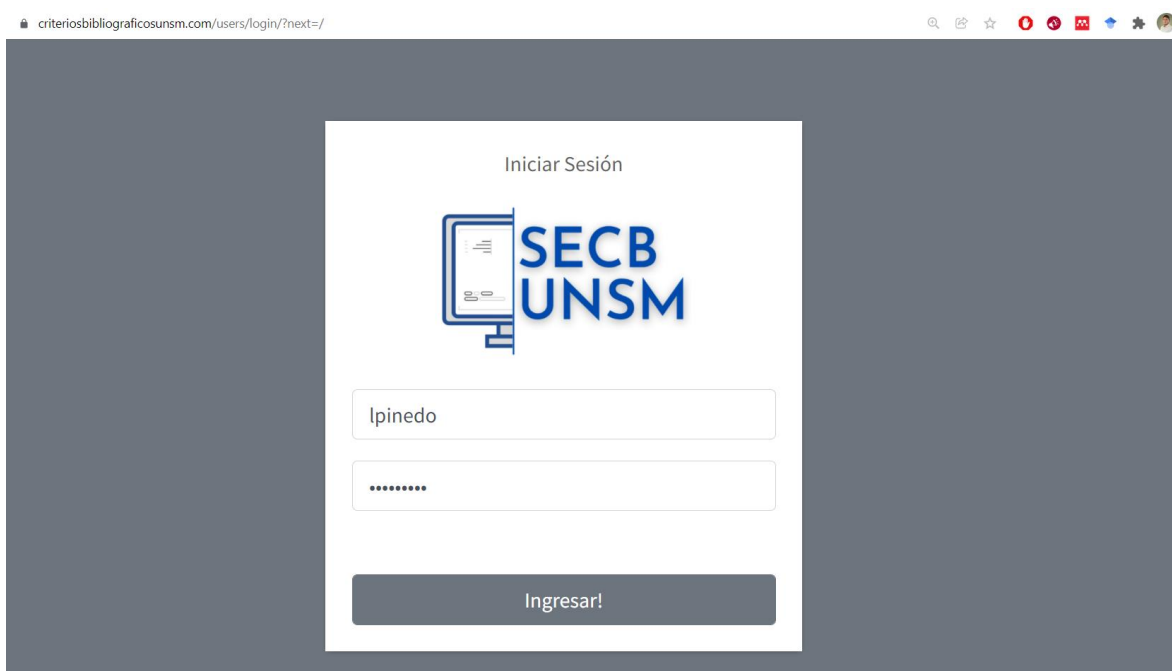 criteriosbibliograficosunsm.com/users/login/?next=/
Iniciar Sesión
SECB
UNSM
lpinedo
•••••••••
Ingresar!